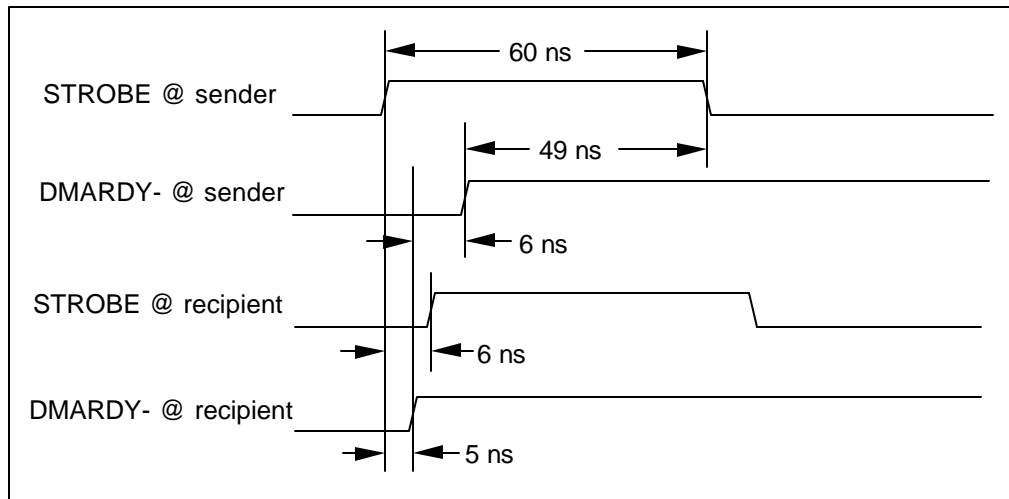 60 ns
STROBE @ sender
49 ns
DMARDY- @ sender
6 ns
STROBE @ recipient
6 ns
DMARDY- @ recipient
5 ns